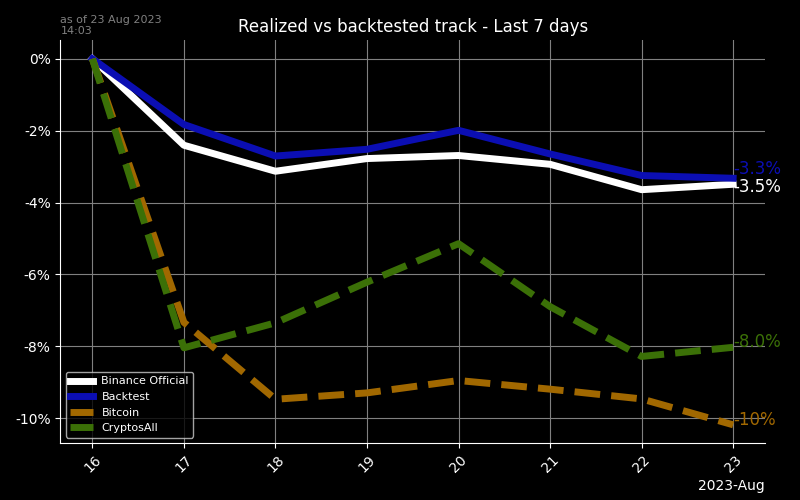 as of 23 Aug 2023
14:03
Realized vs backtested track - Last 7 days
0%
-2%
-4%
-6%
-8%
-10%
-3.3%
-3.5%
-8.0%
-10%
Binance Official
Backtest
Bitcoin
CryptosAll
16
17
18
19
20
21
22
23
2023-Aug